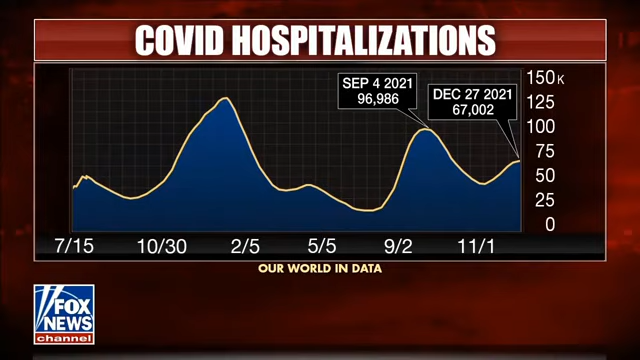 COVID HOSPITALIZATIONS
SEP 4 2021
96,986
DEC 27 2021
67,002
150K
125
100
75
50
25
0
7/15 10/30 2/5 5/5 9/2 11/1
OUR WORLD IN DATA
FOX
NEWS
channel